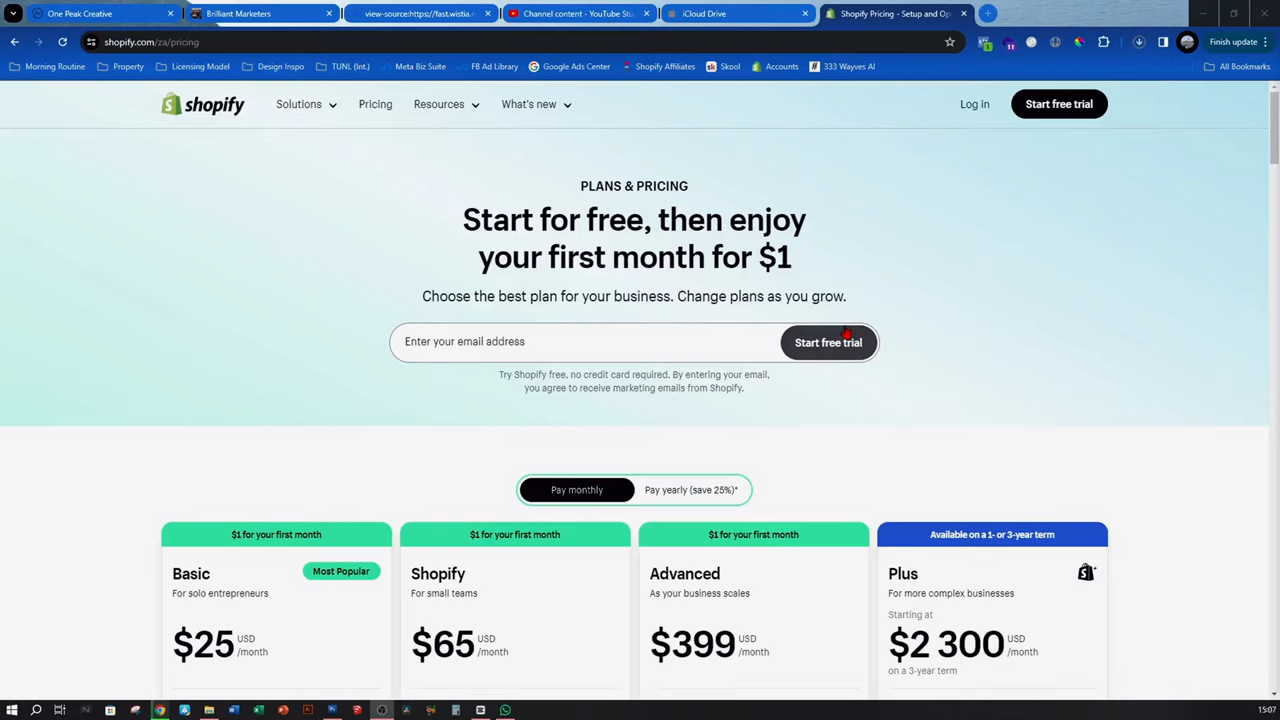 One Peak Creative
Brilliant Marketers
view-source:https://fast.wistia.n
Channel content - YouTube Stu
iCloud Drive
Shopify Pricing - Setup and Op
shopify.com/za/pricing
1
11
Finish update
Morning Routine
Property
Licensing Model
Design Inspo
TUNL (Int.)
Meta Biz Suite
FB Ad Library
Google Ads Center
Shopify Affiliates
sk Skool
Accounts
333 Wayves AI
All Bookmarks
shopify
Solutions
Pricing
Resources
What's new
Log in
Start free trial
PLANS & PRICING
Start for free, then enjoy
your first month for $1
Choose the best plan for your business. Change plans as you grow.
Enter your email address
Start free trial
Try Shopify free, no credit card required. By entering your email,
you agree to receive marketing emails from Shopify.
Pay monthly
Pay yearly (save 25%)*
$1 for your first month
Basic
Most Popular
For solo entrepreneurs
$25 USD
/month
$1 for your first month
Shopify
For small teams
$65 USD
/month
$1 for your first month
Advanced
As your business scales
$399 USD
/month
Available on a 1- or 3-year term
Plus
For more complex businesses
Starting at
$2 300 USD
/month
on a 3-year term
15:07